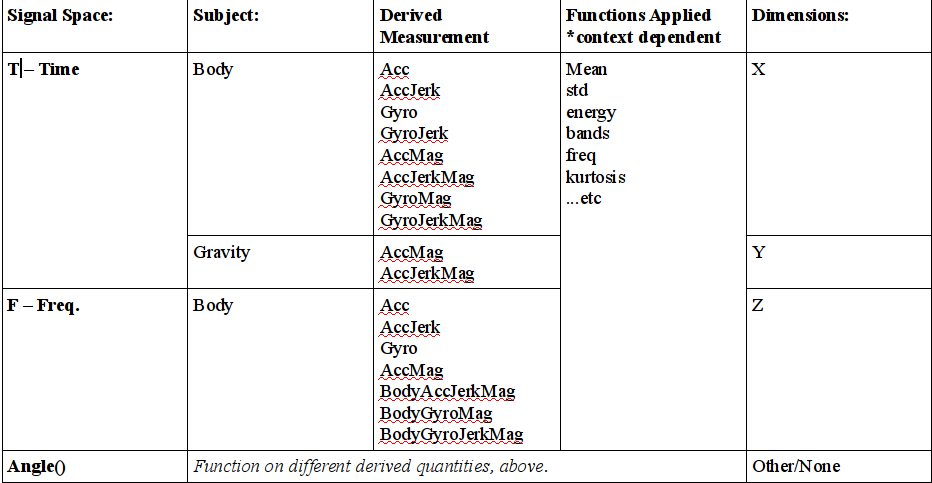 Signal Space:
Subject:
Derived
Measurement
Functions Applied
*context dependent
Dimensions:
T – Time
Body
Acc
AccJerk
Gyro
GyroJerk
AccMag
AccJerkMag
GyroMag
GyroJerkMag
Mean
std
energy
bands
freq
kurtosis
...etc
X
Gravity
AccMag
AccJerkMag
Y
F – Freq.
Body
Acc
AccJerk
Gyro
AccMag
BodyAccJerkMag
BodyGyroMag
BodyGyroJerkMag
Z
Angle()
Function on different derived quantities, above.
Other/None